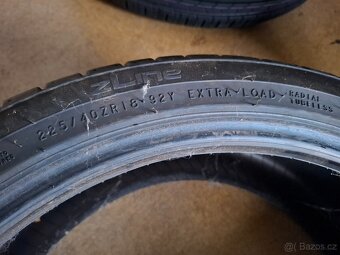 zLine
225/40ZR18 92Y EXTRA LOAD RADIAL
TUBELESS
Bazos.cz